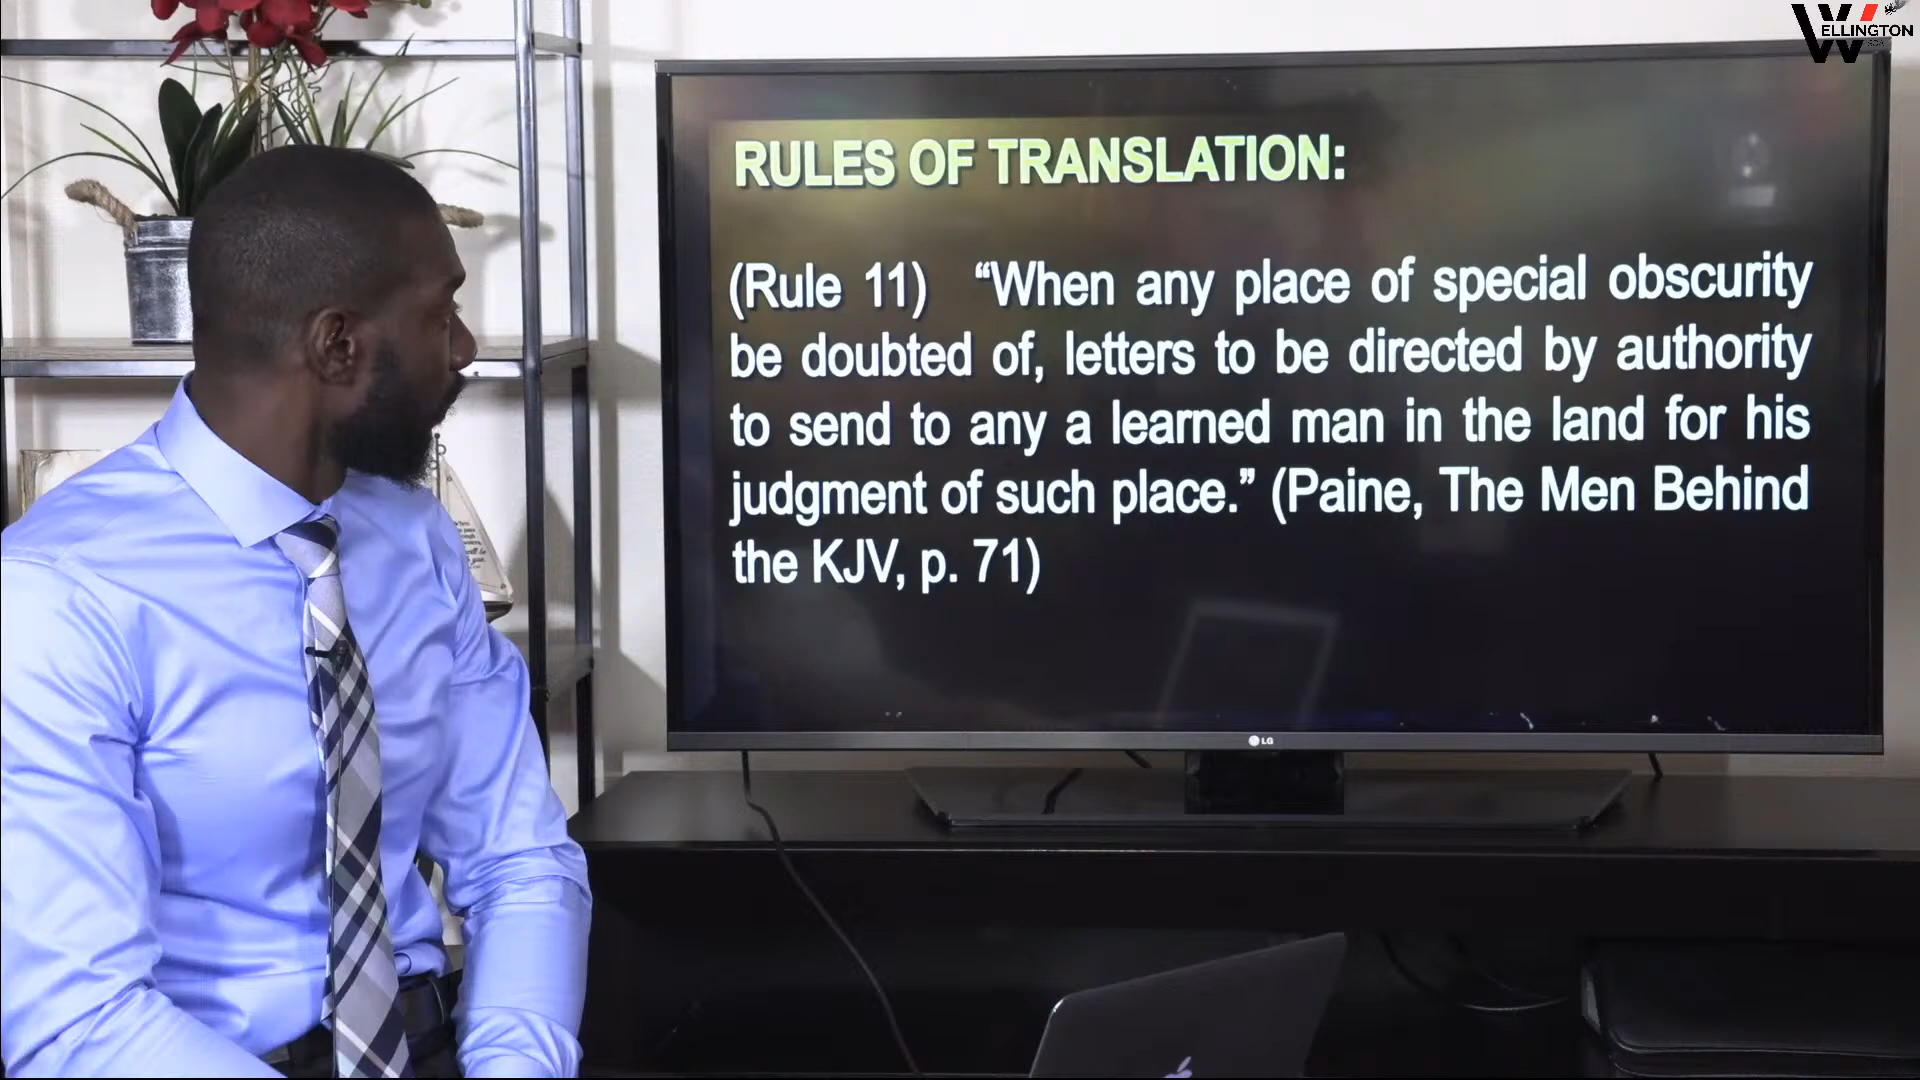 WELLINGTON
SDA
RULES OF TRANSLATION:
(Rule 11) “When any place of special obscurity
be doubted of, letters to be directed by authority
to send to any a learned man in the land for his
judgment of such place.” (Paine, The Men Behind
the KJV, p. 71)
LG